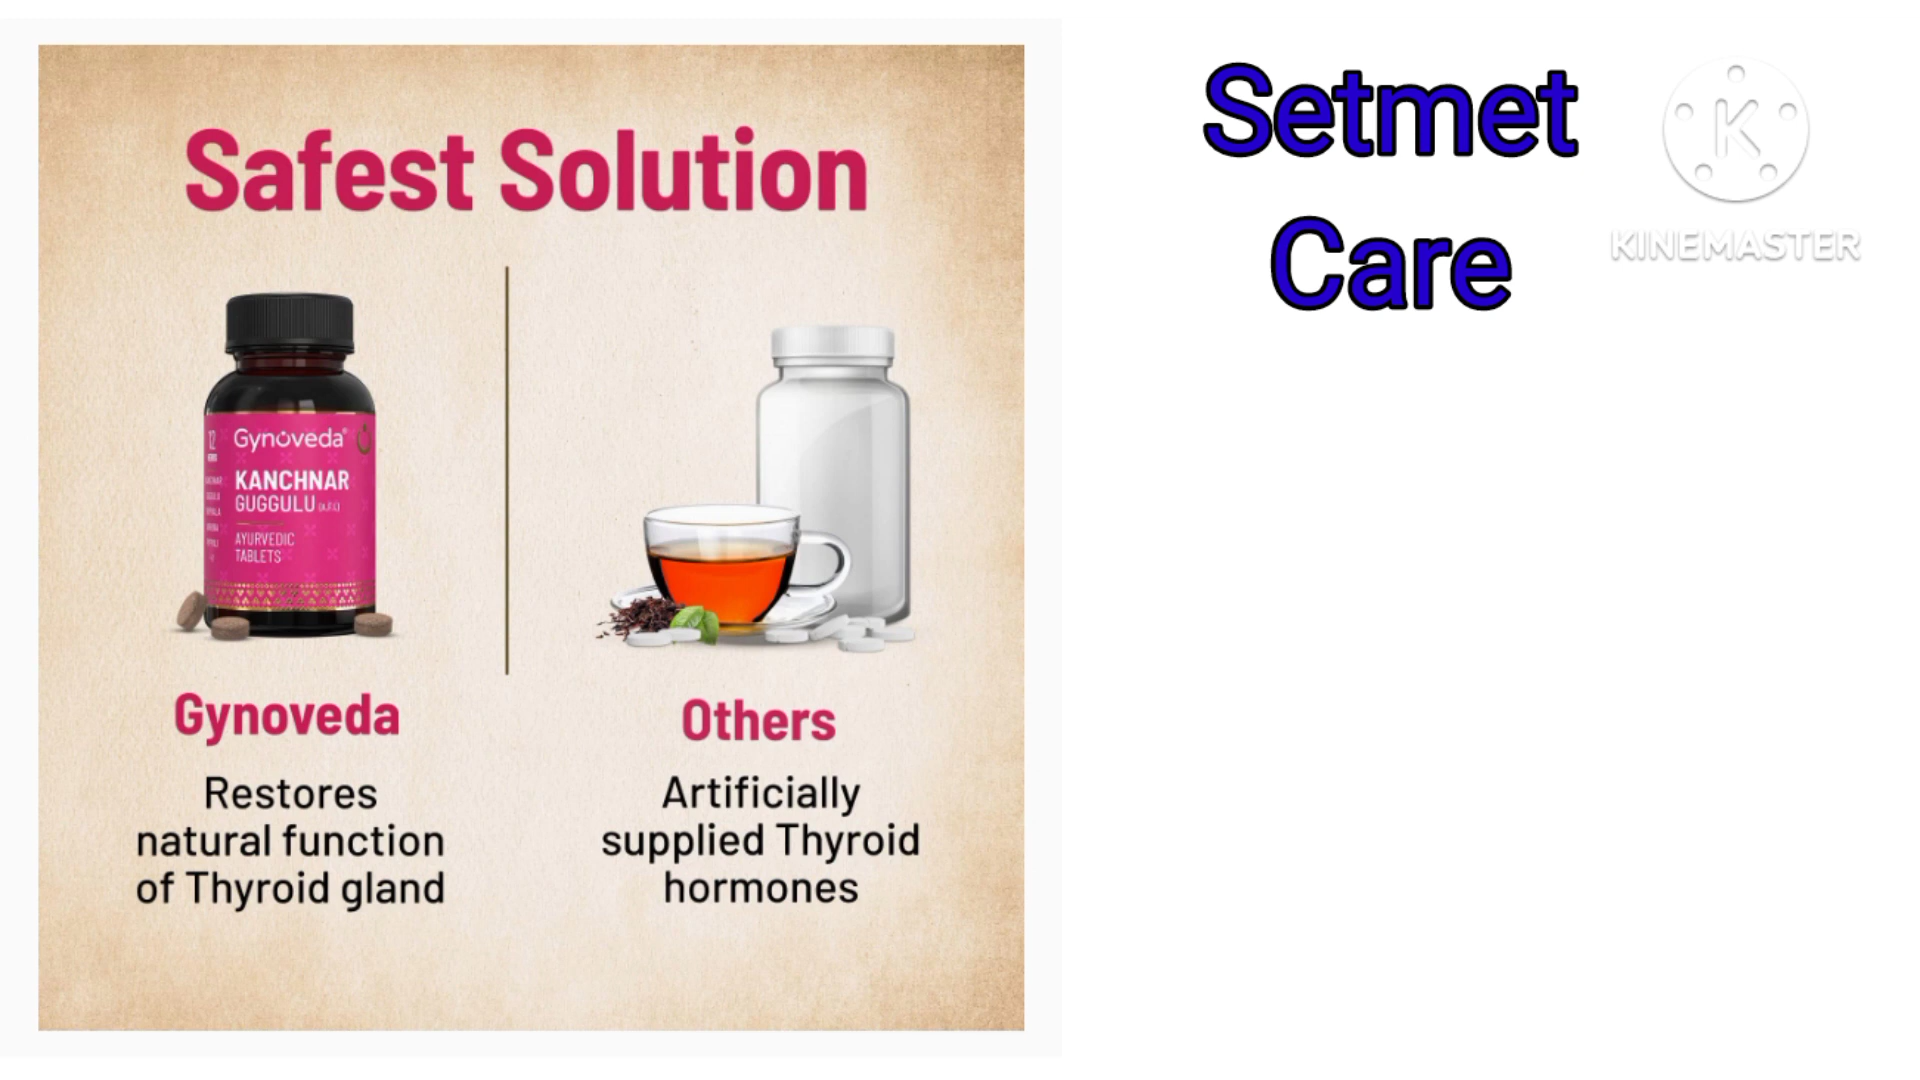 Safest Solution
Gynoveda
KANCHNAR
GUGGULU
AYURVEDIC
TABLETS
Gynoveda
Restores
natural function
of Thyroid gland
Others
Artificially
supplied Thyroid
hormones
Setmet
Care
K
KINEMASTER